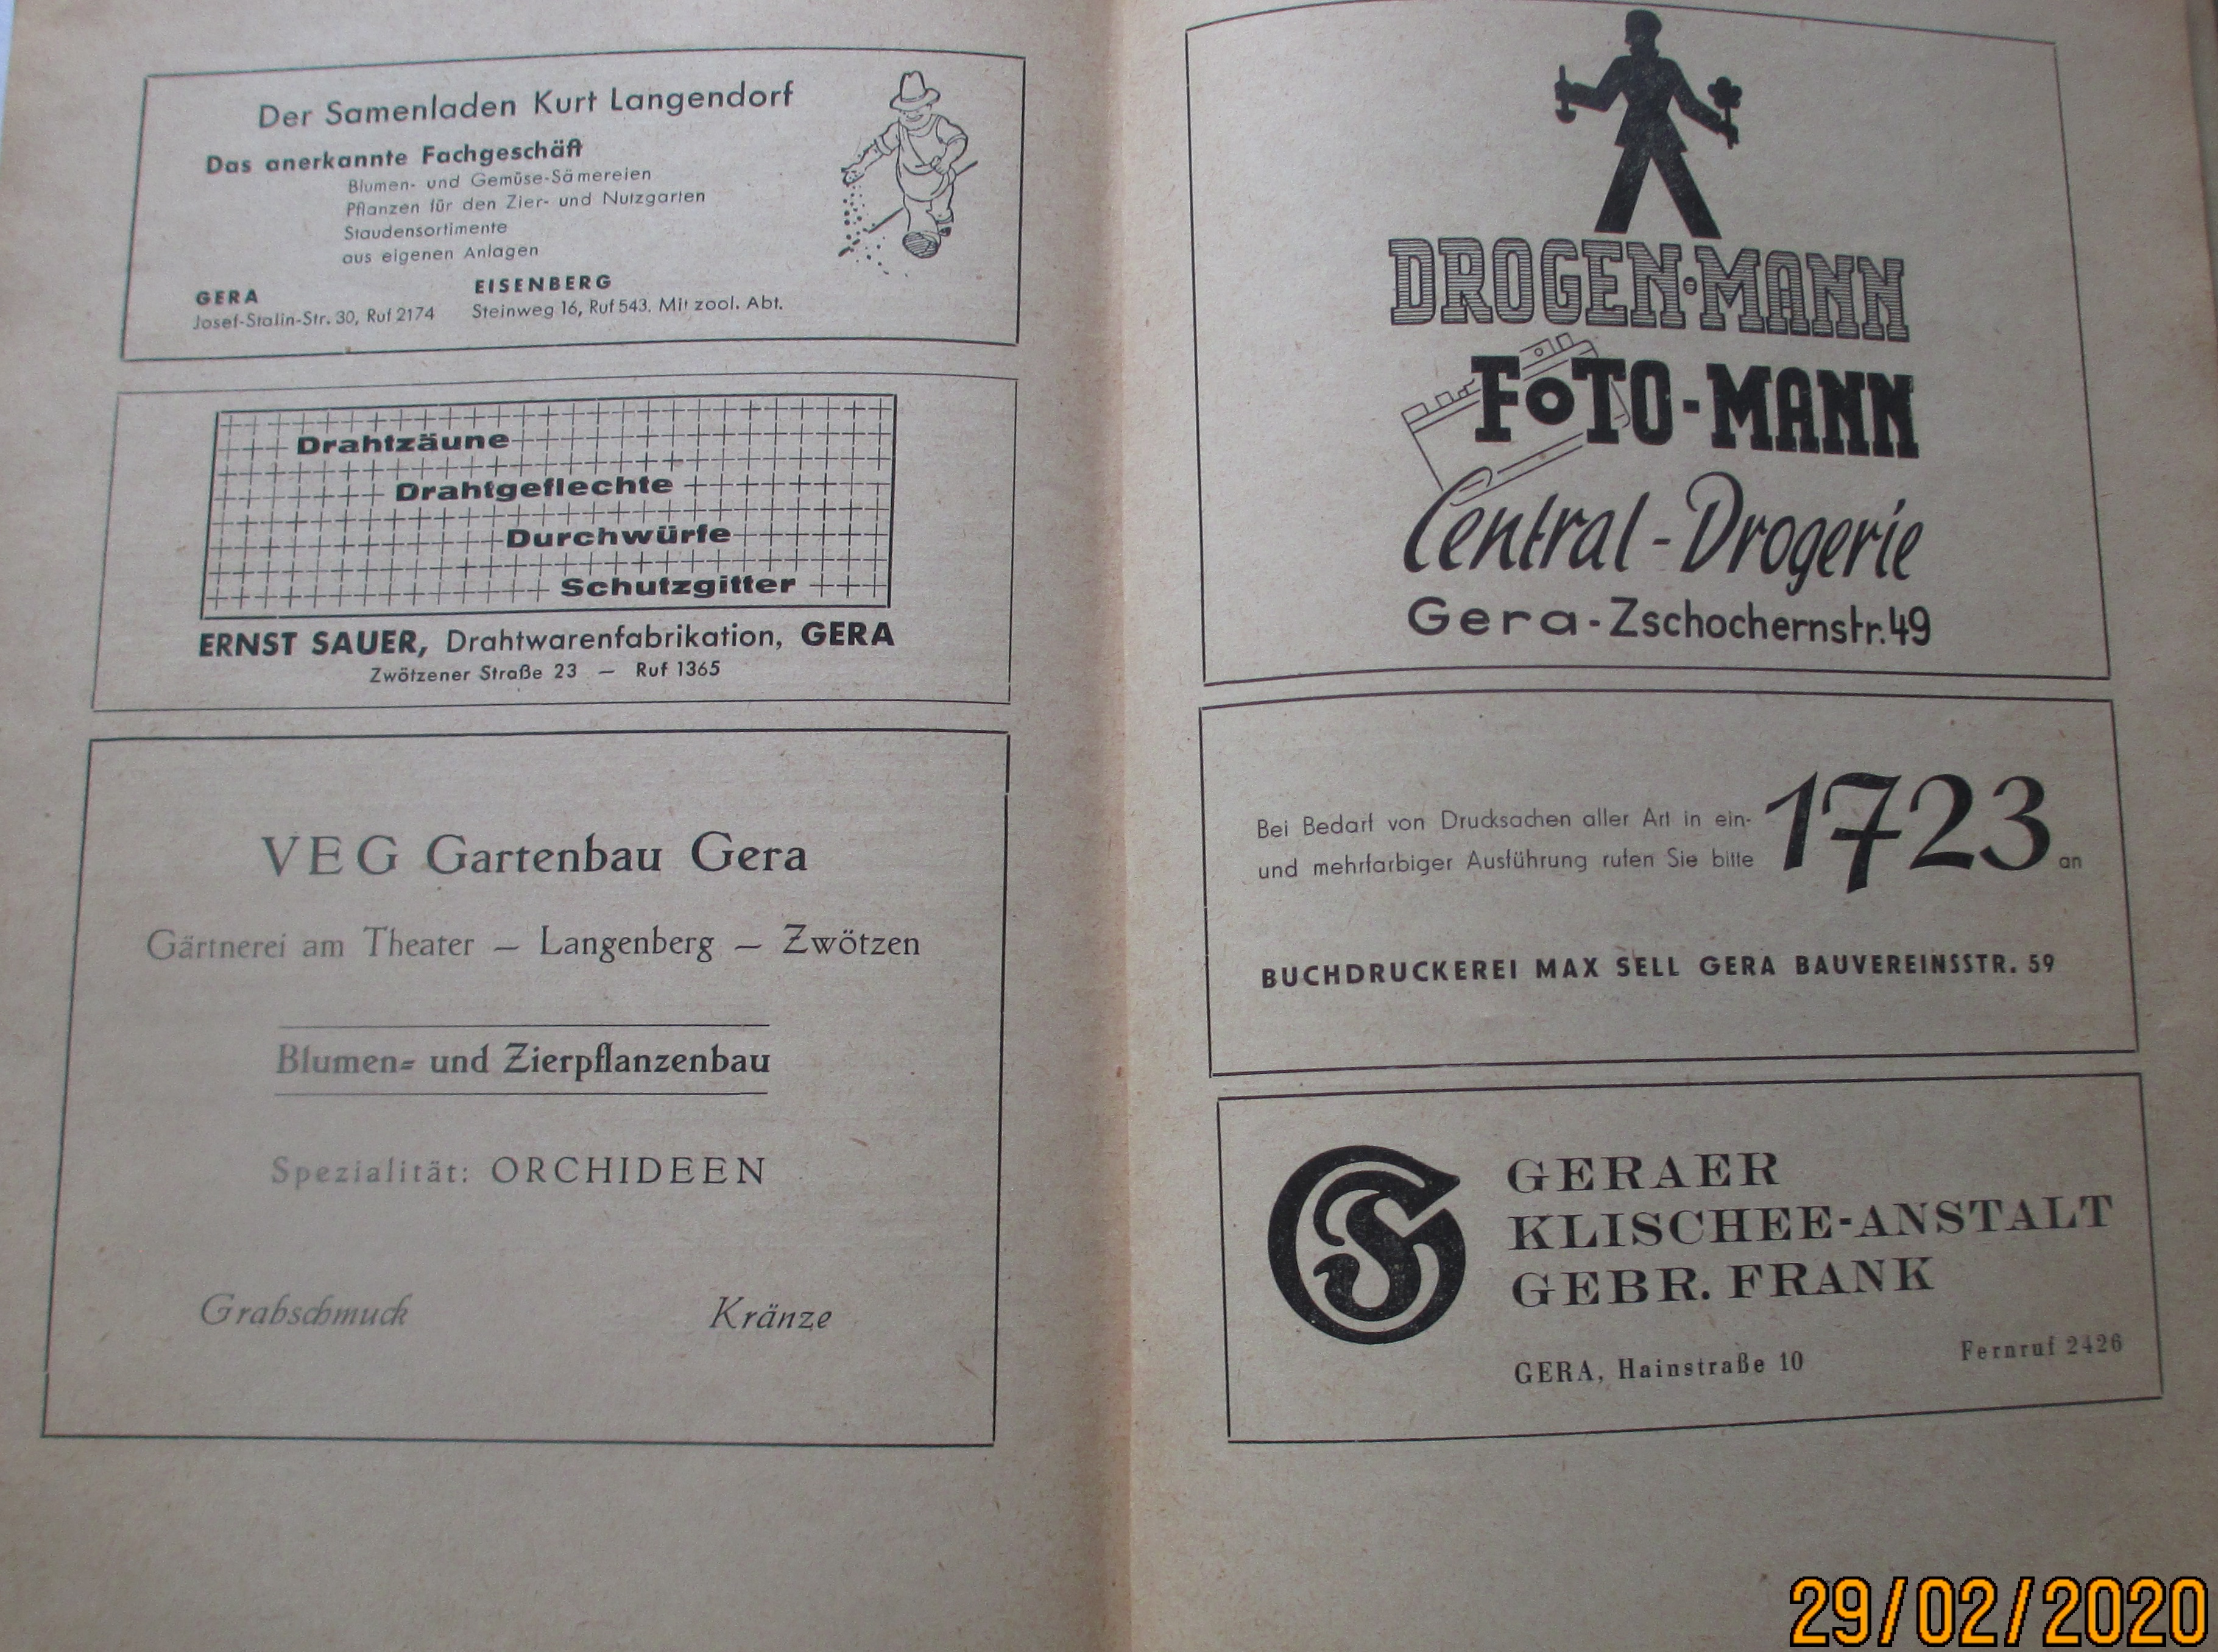 Der Samenladen Kurt Langendorf
Das anerkannte Fachgeschäft
Blumen- und Gemüse-Sämereien
Pflanzen für den Zier- und Nutzgarten
Staudensortimente
aus eigenen Anlagen
GERA
Josef-Stalin-Str. 30, Ruf 2174
EISENBERG
Steinweg 16, Ruf 543. Mit zool. Abt.
Drahtzäune
Drahtgeflechte
Durchwürfe
Schutzgitter
ERNST SAUER, Drahtwarenfabrikation, GERA
Zwötzener Straße 23 — Ruf 1365
VEG Gartenbau Gera
Gärtnerei am Theater — Langenberg — Zwötzen
Blumen- und Zierpflanzenbau
Spezialität: ORCHIDEEN
Grabschmuck Kränze
DROGEN-MANN
FOTO-MANN
Central-Drogerie
Gera-Zschochernstr. 49
Bei Bedarf von Drucksachen aller Art in ein-
und mehrfarbiger Ausführung rufen Sie bitte 1723 an
BUCHDRUCKEREI MAX SELL GERA BAUVEREINSSTR. 59
GERAER
KLISCHEE-ANSTALT
GEBR. FRANK
GERA, Hainstraße 10 Fernruf 2426
29/02/2020